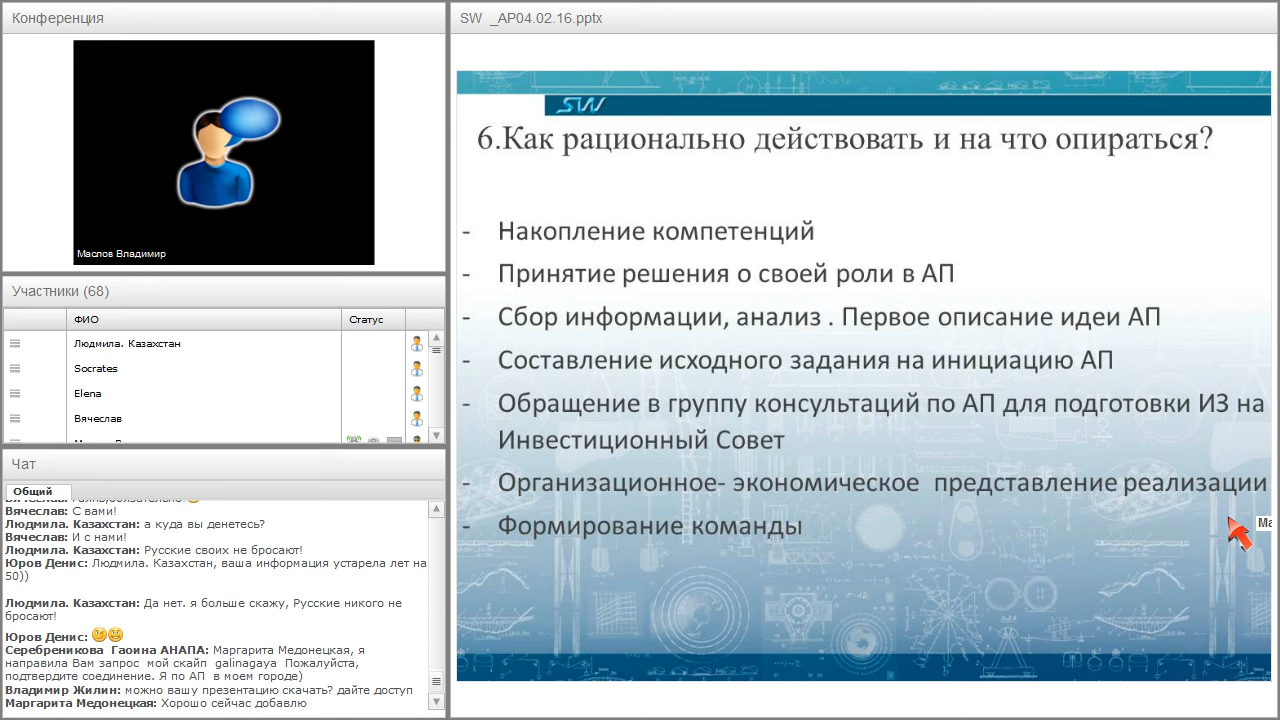 Конференция
Маслов Владимир
Участники (68)
ФИО
Статус
Людмила. Казахстан
Socrates
Elena
Вячеслав
Чат
Общий
Вячеслав: С вами!
Людмила. Казахстан: а куда вы денетесь?
Вячеслав: И с нами!
Людмила. Казахстан: Русские своих не бросают!
Юров Денис: Людмила. Казахстан, ваша информация устарела лет на
50))
Людмила. Казахстан: Да нет. я больше скажу, Русские никого не
бросают!
Юров Денис:
Серебреникова Гаоина АНАПА: Маргарита Медонецкая, я
направила Вам запрос мой скайп galinagaya Пожалуйста,
подтвердите соединение. Я по АП в моем городе)
Владимир Жилин: можно вашу презентацию скачать? дайте доступ
Маргарита Медонецкая: Ххрошо сейчас добавлю
SW _AP04.02.16.pptx
SW
6.Как рационально действовать и на что опираться?
- Накопление компетенций
- Принятие решения о своей роли в АП
- Сбор информации, анализ . Первое описание идеи АП
- Составление исходного задания на инициацию АП
- Обращение в группу консультаций по АП для подготовки ИЗ на
Инвестиционный Совет
- Организационное- экономическое представление реализации
- Формирование команды